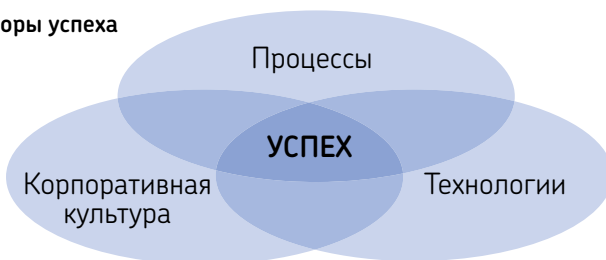 оры успеха
Процессы
УСПЕХ
Корпоративная
культура
Технологии